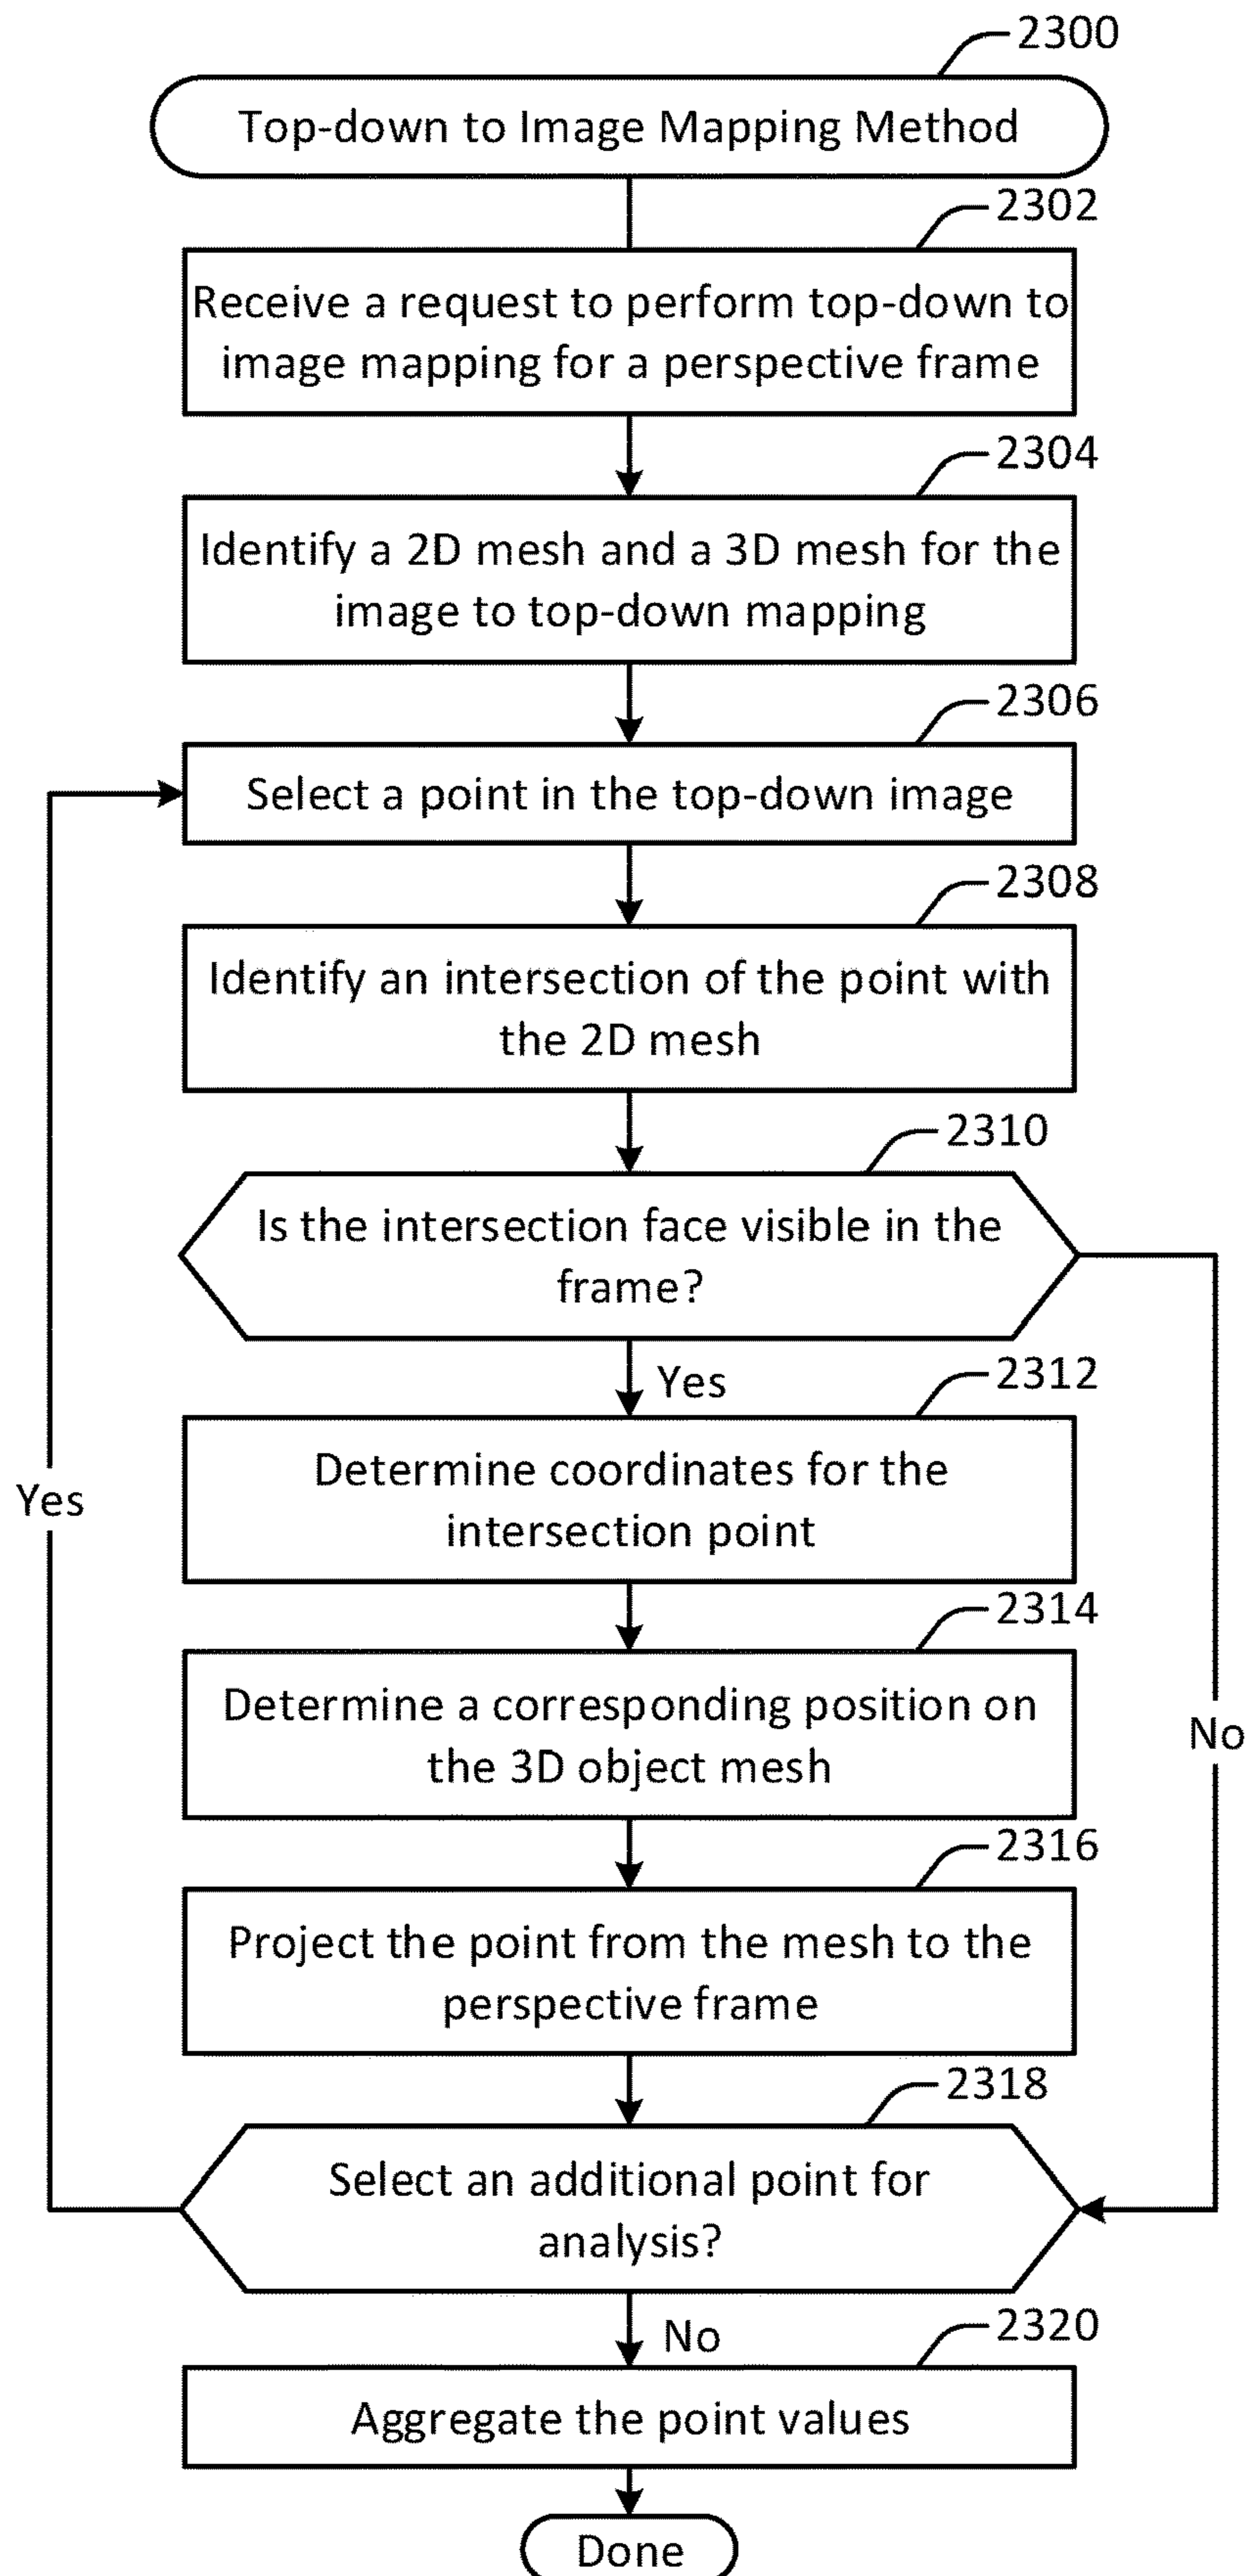 2300
Top-down to Image Mapping Method
2302
Receive a request to perform top-down to
image mapping for a perspective frame
2304
Identify a 2D mesh and a 3D mesh for the
image to top-down mapping
2306
Select a point in the top-down image
2308
Identify an intersection of the point with
the 2D mesh
2310
Is the intersection face visible in the
frame?
Yes
2312
Determine coordinates for the
intersection point
Yes
2314
Determine a corresponding position on
the 3D object mesh
No
2316
Project the point from the mesh to the
perspective frame
2318
Select an additional point for
analysis?
No
2320
Aggregate the point values
Done